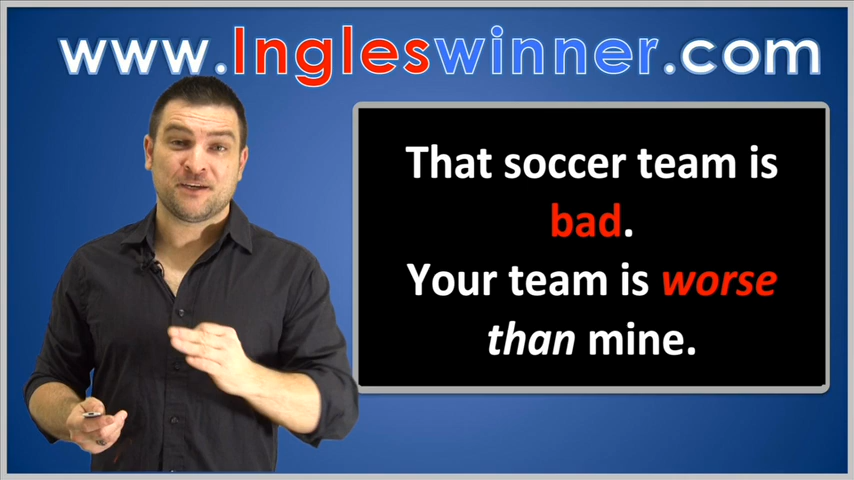 www.Ingleswinner.com
That soccer team is
bad.
Your team is worse
than mine.